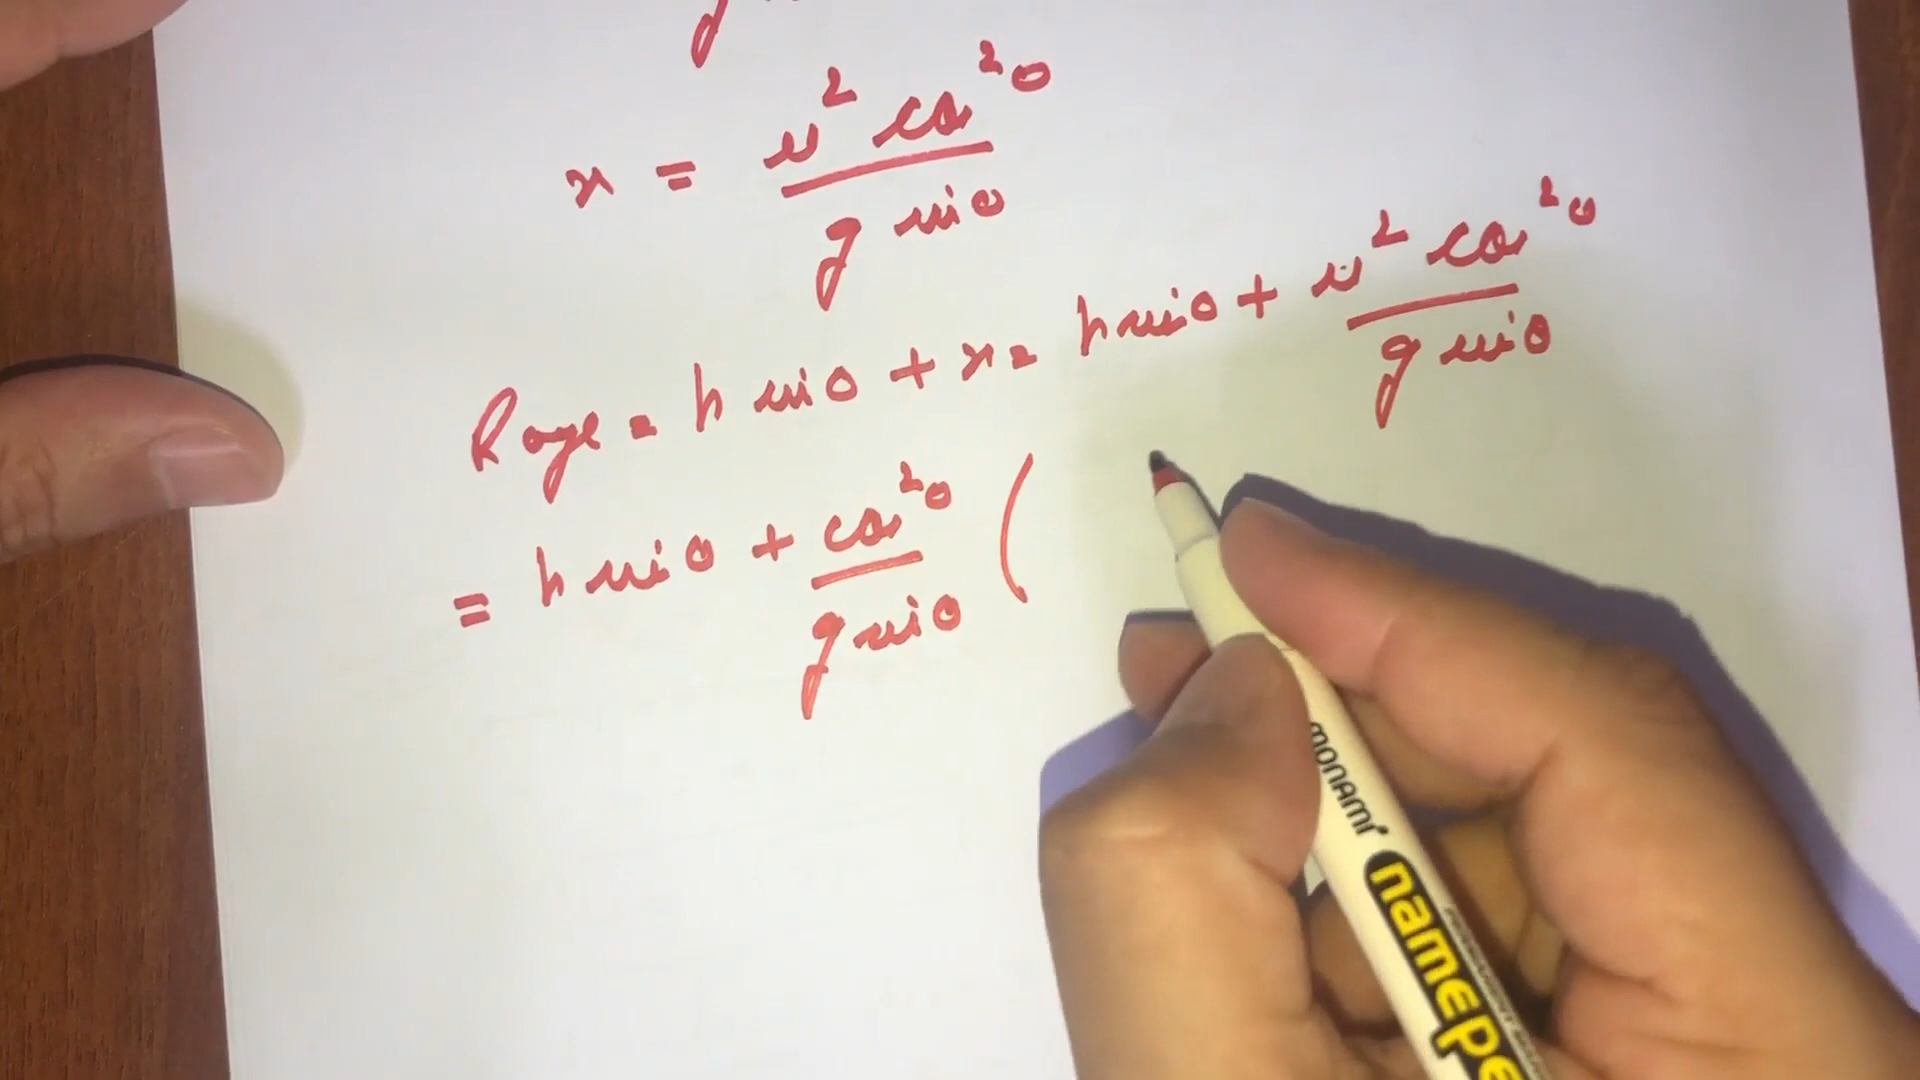 x = u² cos²θ / g sinθ
Range = h sinθ + x = h sinθ + u² cos²θ / g sinθ
= h sinθ + cos²θ / g sinθ (
MONAMI
namepe